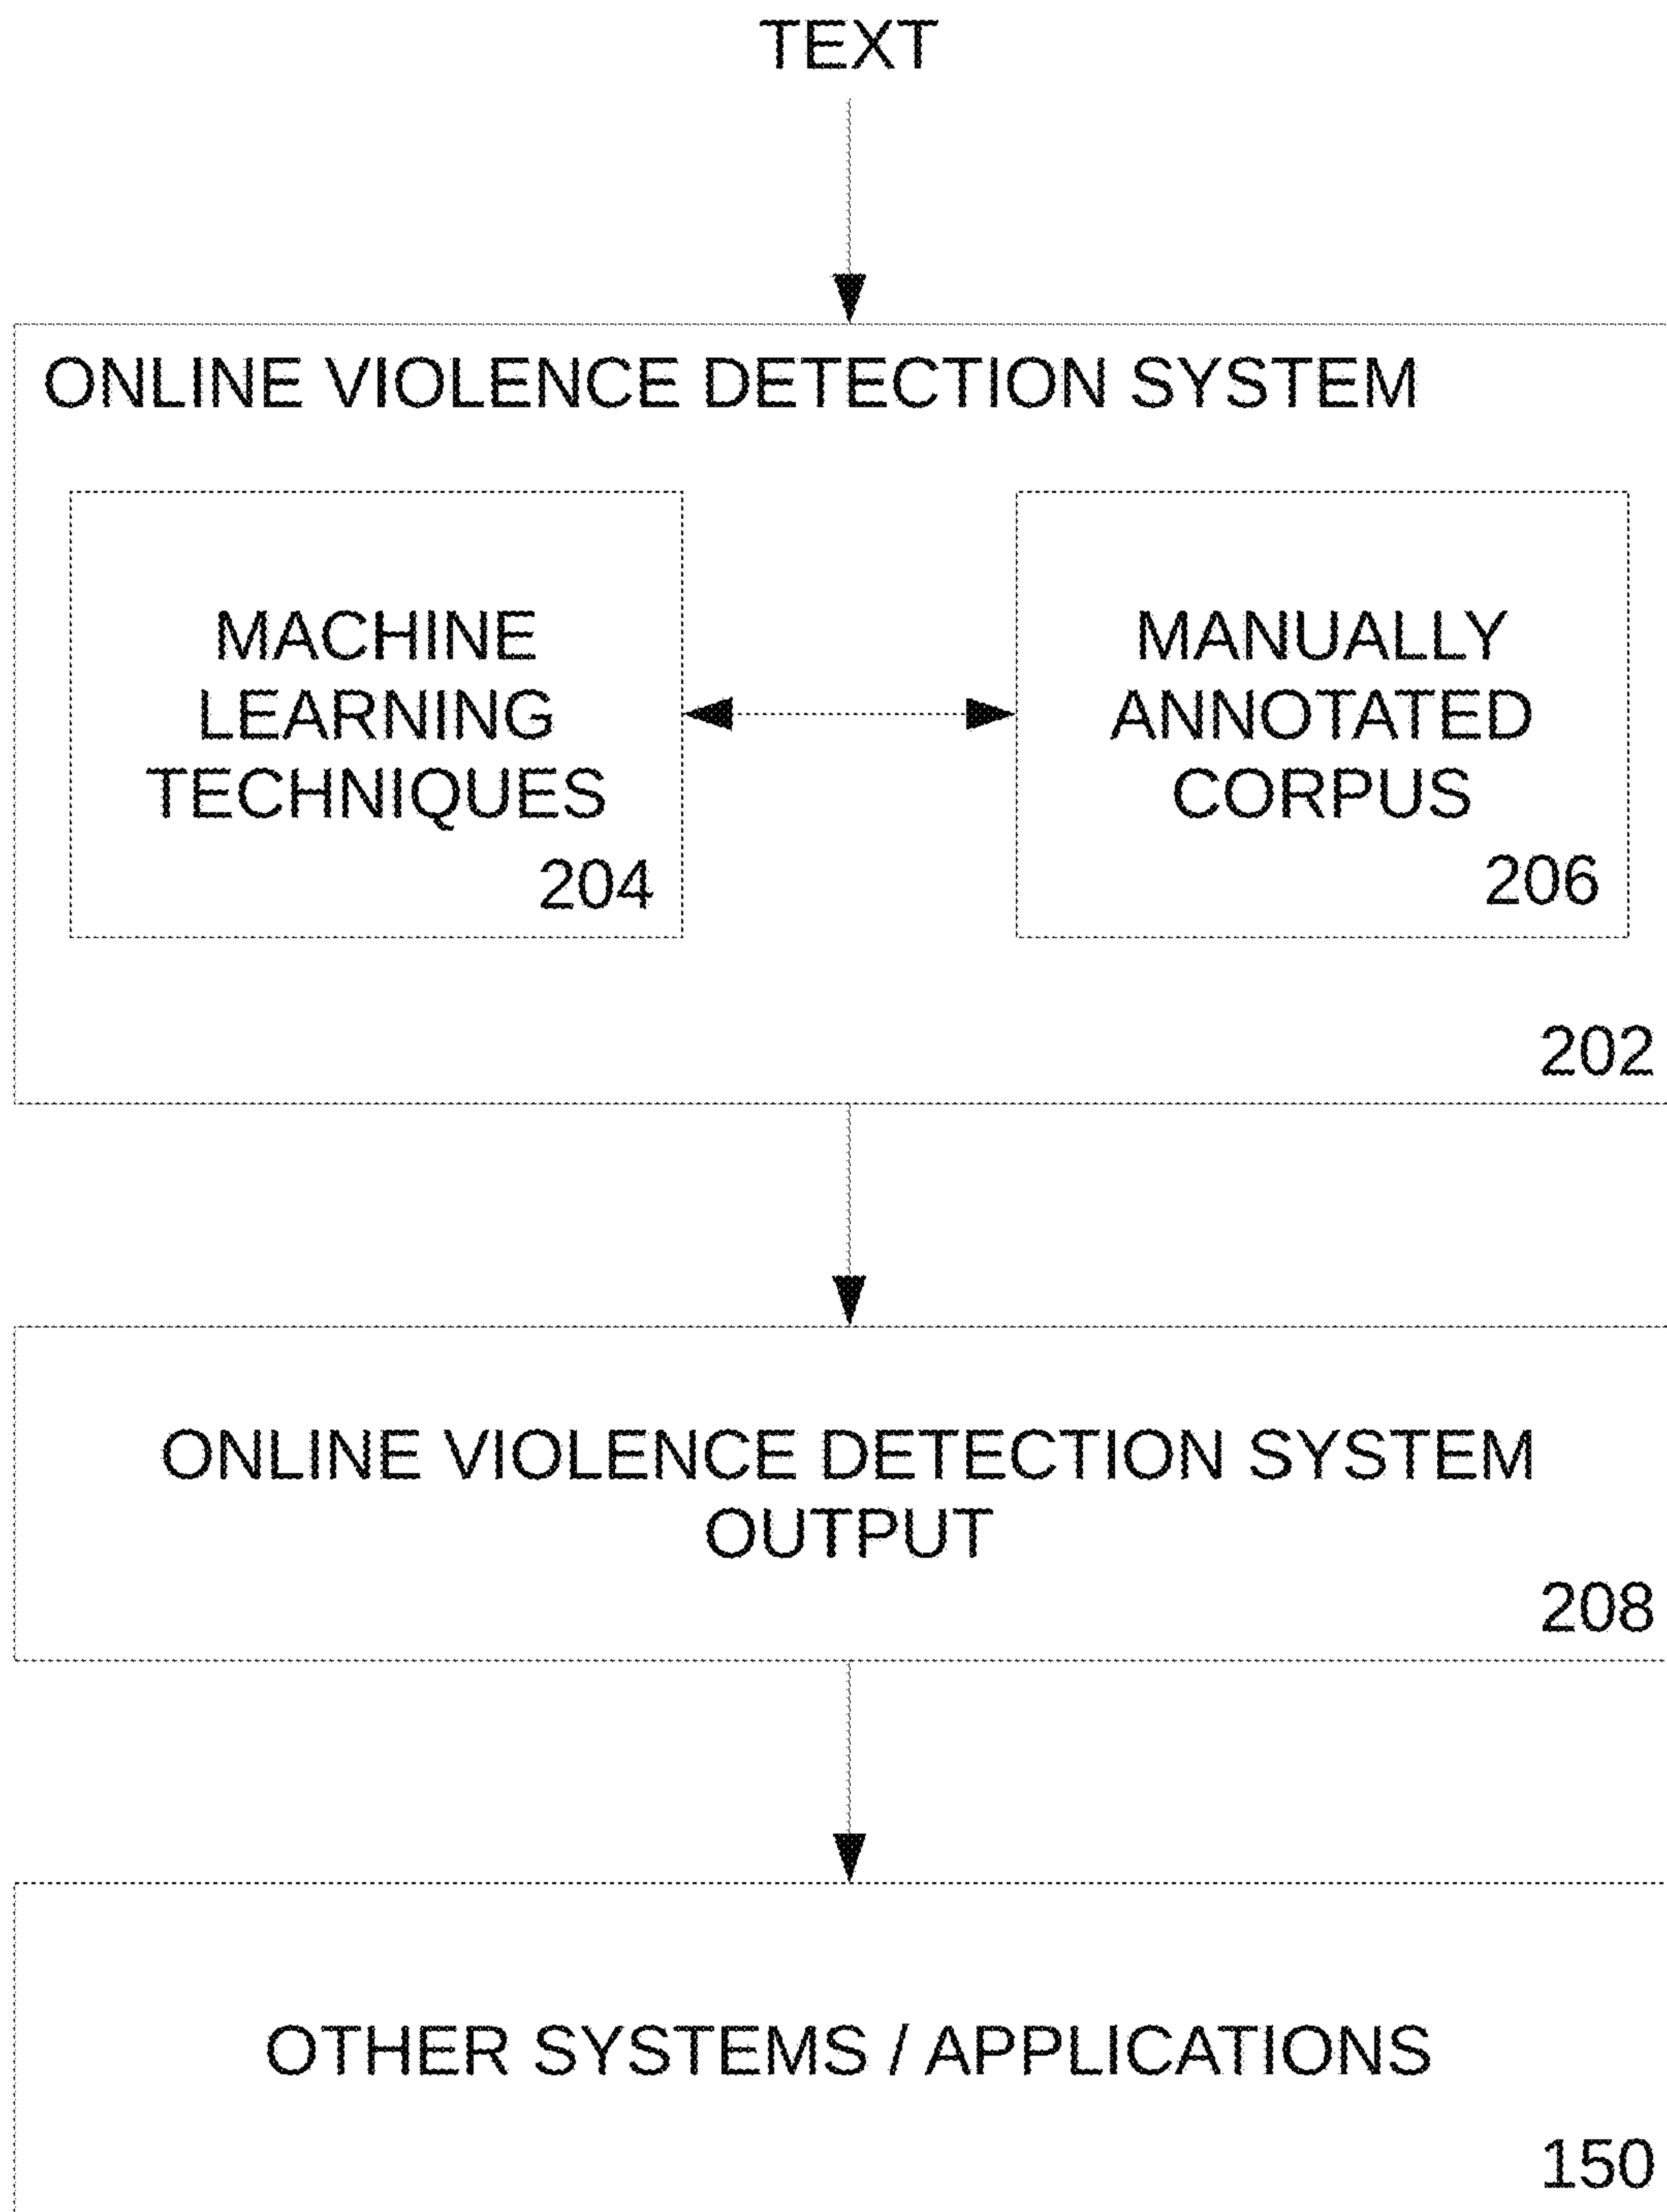 TEXT
ONLINE VIOLENCE DETECTION SYSTEM
MACHINE
LEARNING
TECHNIQUES
204
MANUALLY
ANNOTATED
CORPUS
206
202
ONLINE VIOLENCE DETECTION SYSTEM
OUTPUT
208
OTHER SYSTEMS / APPLICATIONS
150